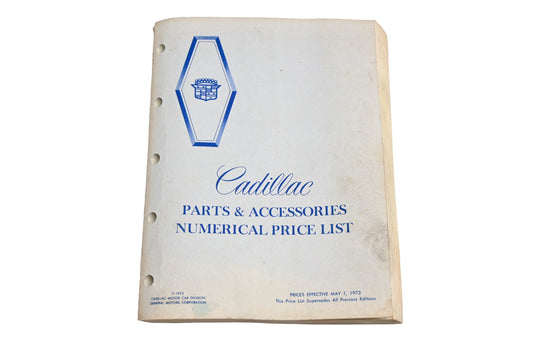 Cadillac
PARTS & ACCESSORIES
NUMERICAL PRICE LIST
CADILLAC MOTOR CAR DIVISION
GENERAL MOTORS CORPORATION
PRICES EFFECTIVE MAY 1, 1973
This Price List Supersedes All Previous Editions